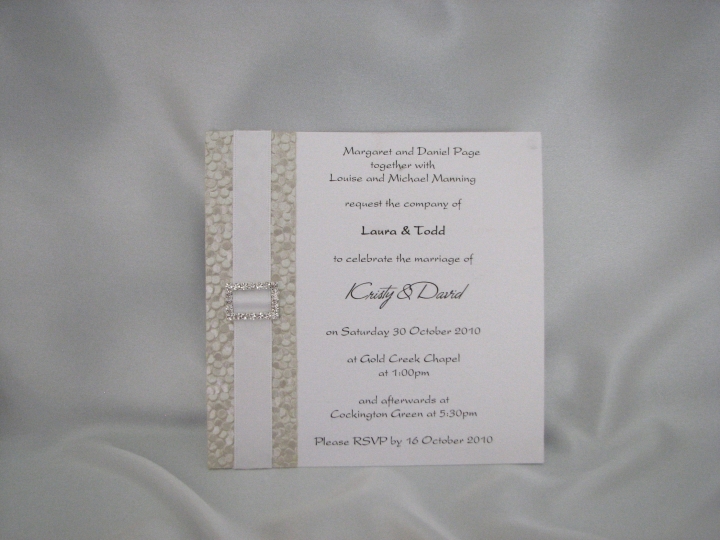 Margaret and Daniel Page
together with
Louise and Michael Manning
request the company of
Laura & Todd
to celebrate the marriage of
Kristy & David
on Saturday 30 October 2010
at Gold Creek Chapel
at 1:00pm
and afterwards at
Cockington Green at 5:30pm
Please RSVP by 16 October 2010